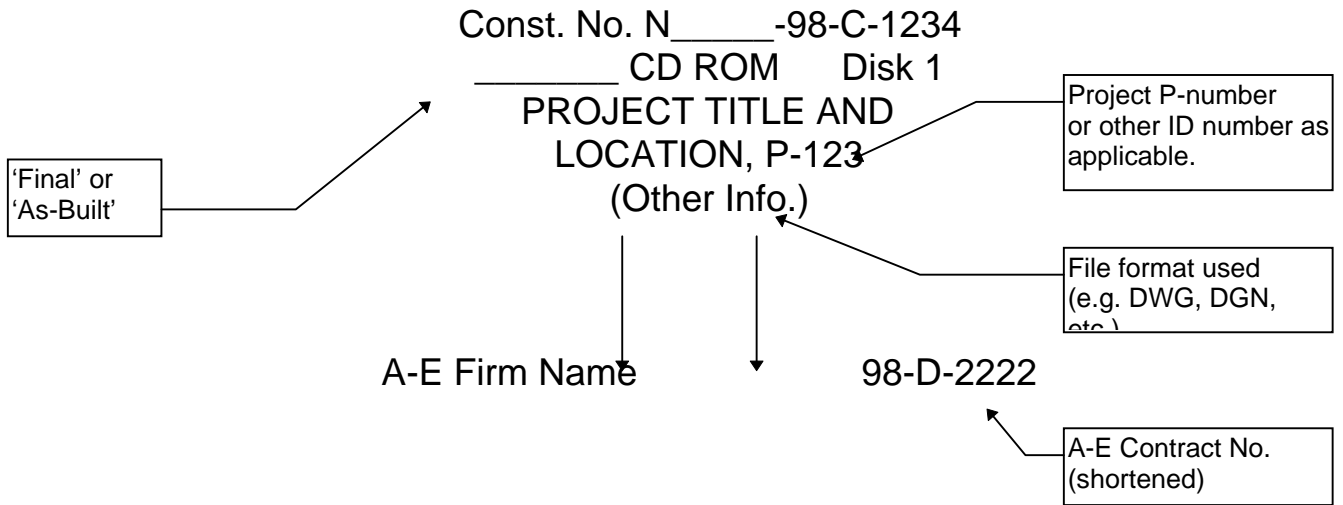 Const. No. N_____-98-C-1234
_______ CD ROM Disk 1
PROJECT TITLE AND
LOCATION, P-123
(Other Info.)
Project P-number
or other ID number as
applicable.
'Final' or
'As-Built'
File format used
(e.g. DWG, DGN,
etc.)
A-E Firm Name 98-D-2222
A-E Contract No.
(shortened)